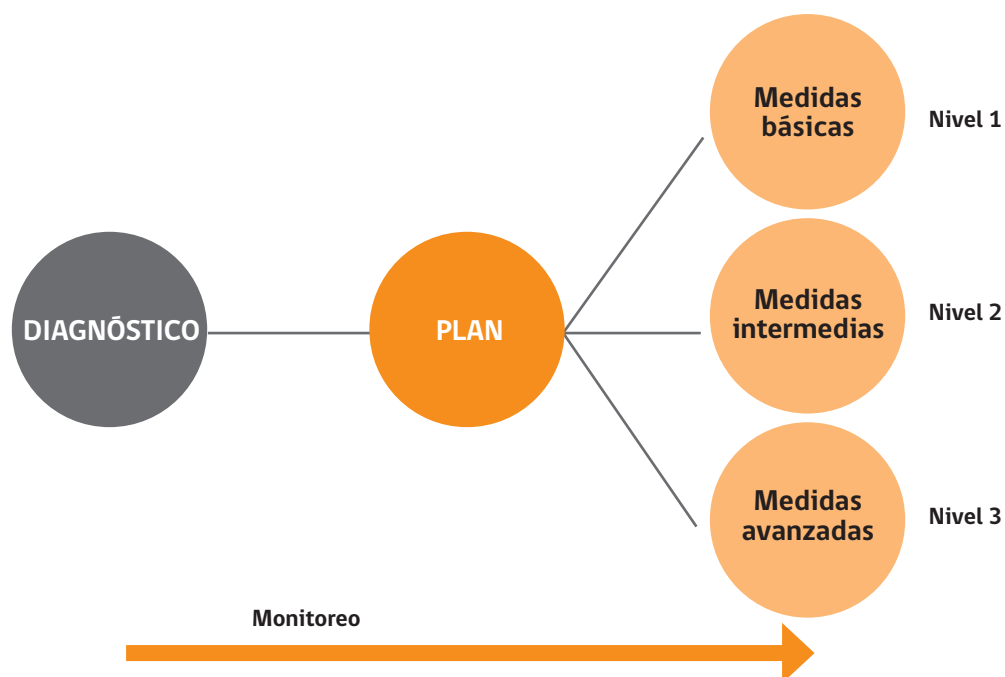 Medidas
básicas
Nivel 1
DIAGNÓSTICO
PLAN
Medidas
intermedias
Nivel 2
Medidas
avanzadas
Nivel 3
Monitoreo